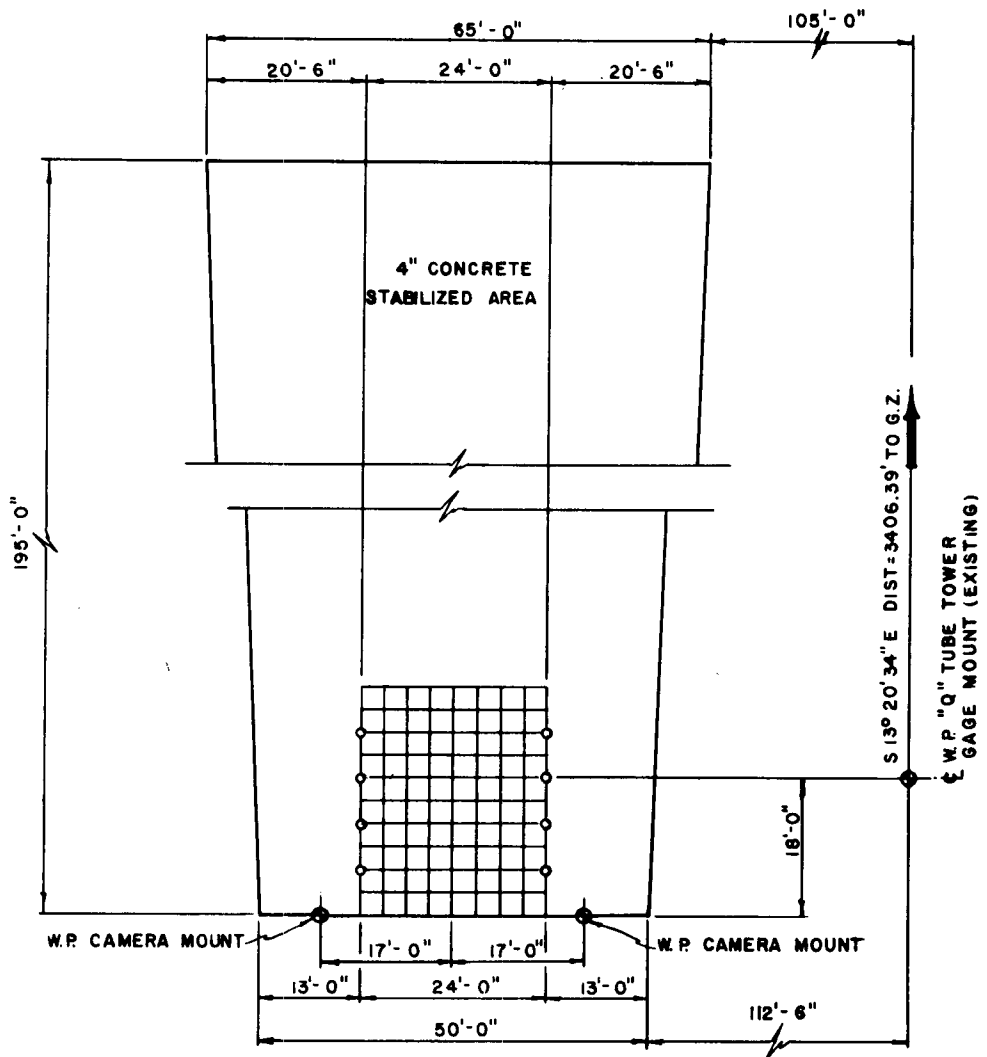 105'-0"
65'-0"
20'-6" 24'-0" 20'-6"
4" CONCRETE
STABILIZED AREA
195'-0"
S 13° 20' 34" E DIST = 3406.39' TO G.Z.
℄ W.P. "Q" TUBE TOWER
GAGE MOUNT (EXISTING)
18'-0"
W.P. CAMERA MOUNT
W.P. CAMERA MOUNT
17'-0" 17'-0"
13'-0" 24'-0" 13'-0"
112'-6"
50'-0"